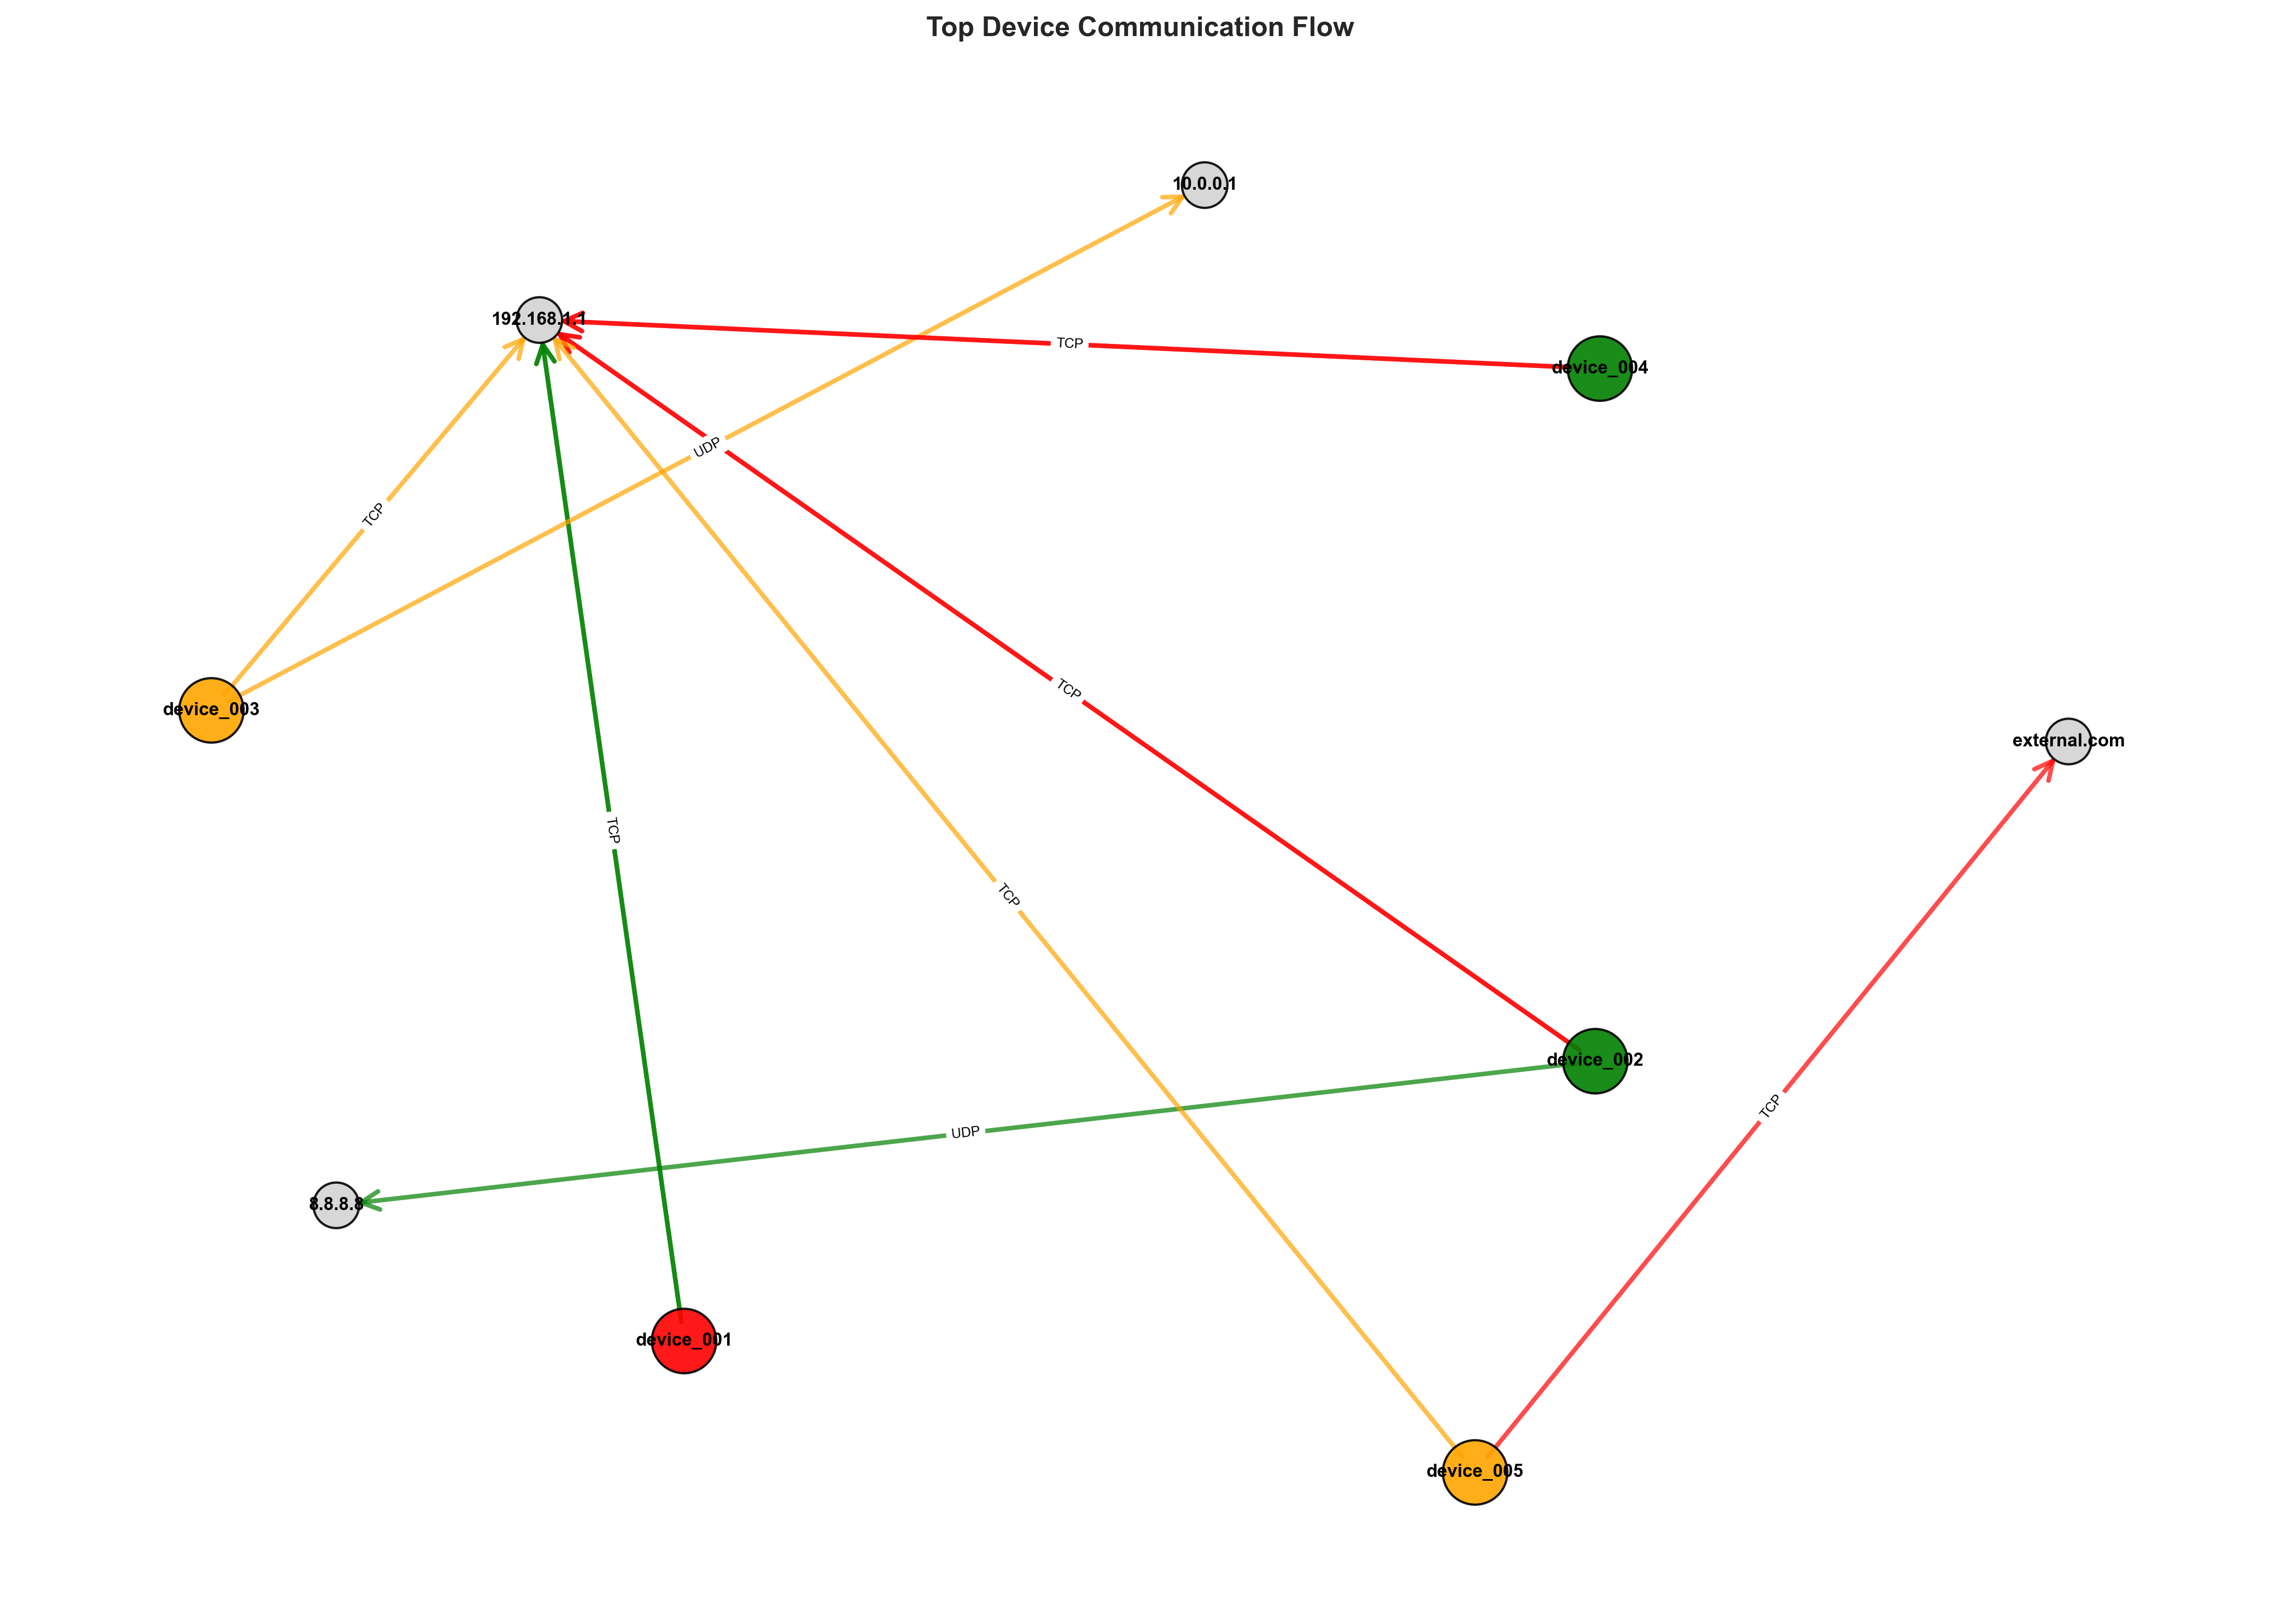 Top Device Communication Flow
10.0.0.1
192.168.1.1
TCP
device_004
UDP
TCP
TCP
device_003
external.com
TCP
TCP
device_002
TCP
UDP
8.8.8.8
device_001
device_005